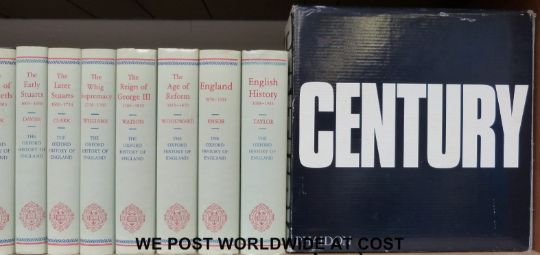 The
Early
Stuarts
DAVIES
THE
OXFORD
HISTORY OF
ENGLAND
The
Later
Stuarts
CLARK
THE
OXFORD
HISTORY OF
ENGLAND
The
Whig
Supremacy
WILLIAMS
THE
OXFORD
HISTORY OF
ENGLAND
The
Reign of
George III
WATSON
THE
OXFORD
HISTORY OF
ENGLAND
The
Age of
Reform
WOODWARD
THE
OXFORD
HISTORY OF
ENGLAND
England
ENSOR
THE
OXFORD
HISTORY OF
ENGLAND
English
History
TAYLOR
THE
OXFORD
HISTORY OF
ENGLAND
CENTURY
PHAIDON
WE POST WORLDWIDE AT COST